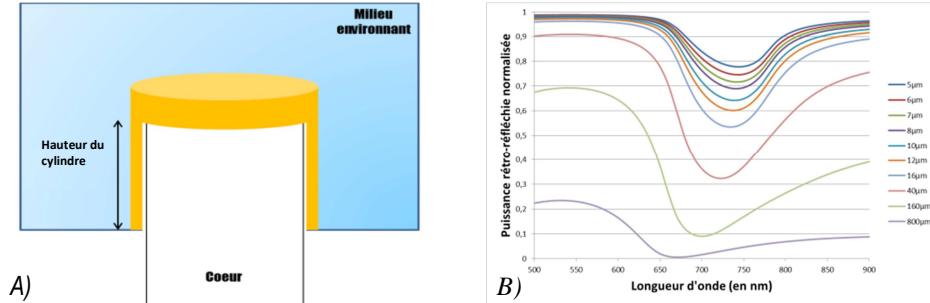 Milieu
environnant
Hauteur du
cylindre
Coeur
A)
Puissance rétro-réfléchie normalisée
1
0,9
0,8
0,7
0,6
0,5
0,4
0,3
0,2
0,1
0
500
550
600
650
700
750
800
850
900
Longueur d'onde (en nm)
5µm
6µm
7µm
8µm
10µm
12µm
16µm
40µm
160µm
800µm
B)